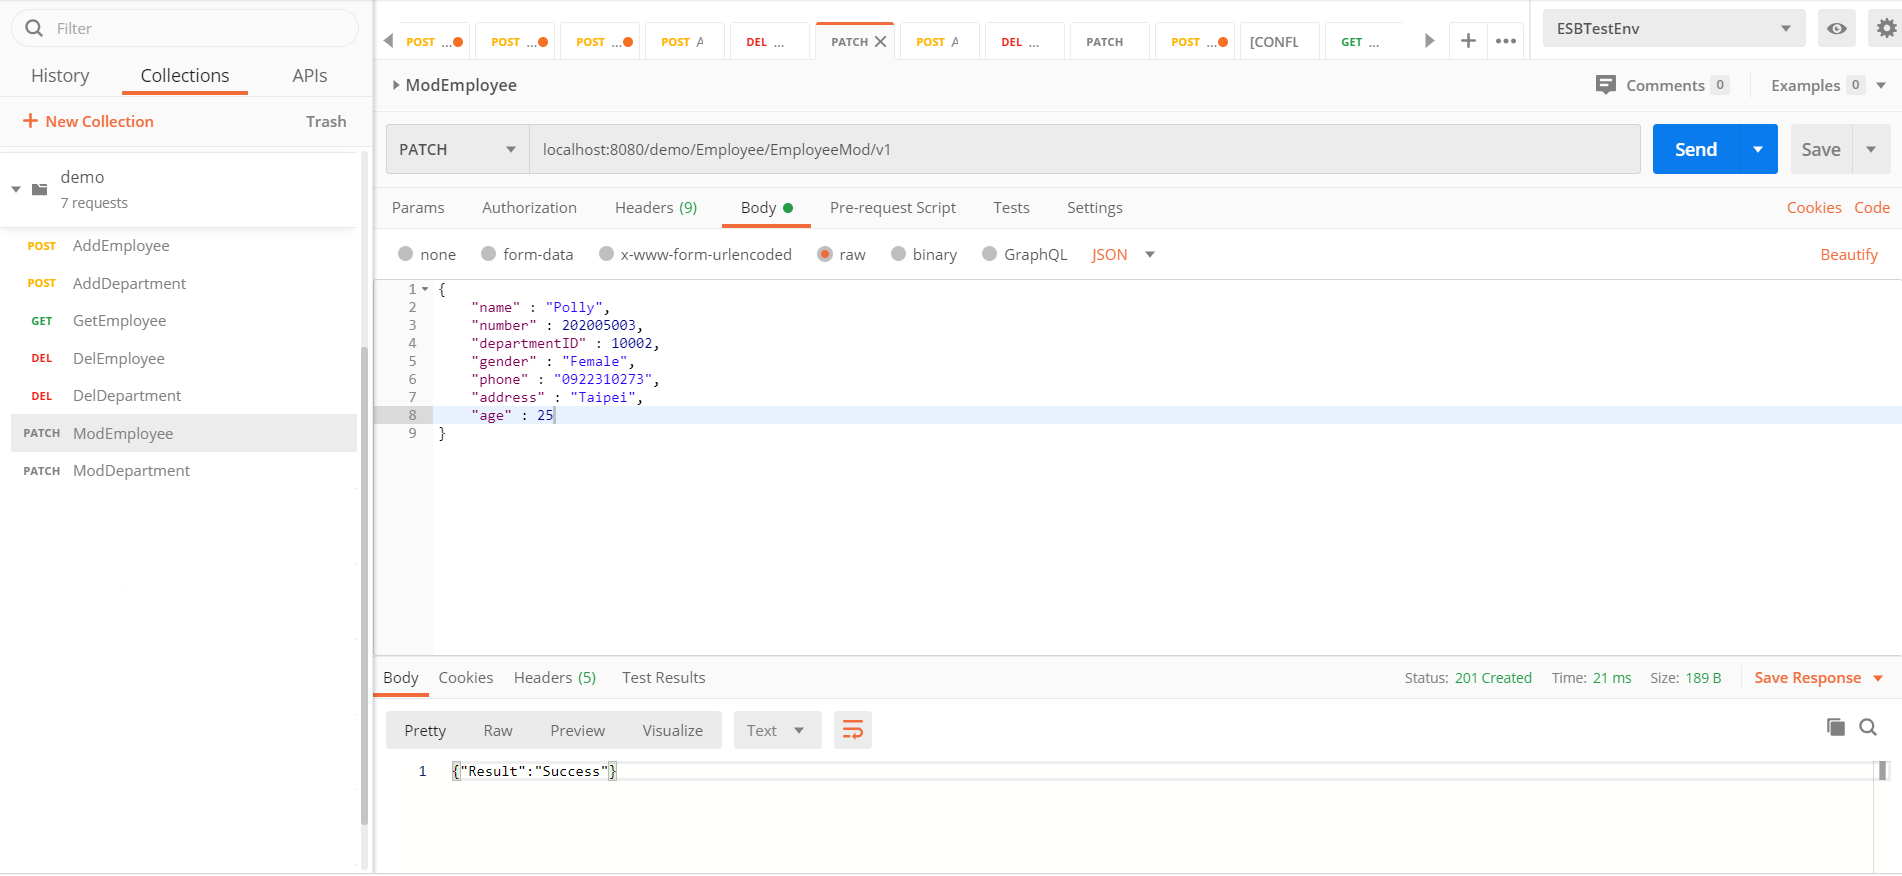 Filter
History Collections APIs
+ New Collection Trash
demo
7 requests
POST AddEmployee
POST AddDepartment
GET GetEmployee
DEL DelEmployee
DEL DelDepartment
PATCH ModEmployee
PATCH ModDepartment
POST ... POST ... POST ... POST A DEL ... PATCH POST A DEL ... PATCH POST ... [CONFL GET ...
ESBTestEnv
ModEmployee
Comments 0 Examples 0
PATCH localhost:8080/demo/Employee/EmployeeMod/v1 Send Save
Params Authorization Headers (9) Body Pre-request Script Tests Settings Cookies Code
none form-data x-www-form-urlencoded raw binary GraphQL JSON Beautify
1 {
2 "name" : "Polly",
3 "number" : 202005003,
4 "departmentID" : 10002,
5 "gender" : "Female",
6 "phone" : "0922310273",
7 "address" : "Taipei",
8 "age" : 25
9 }
Body Cookies Headers (5) Test Results Status: 201 Created Time: 21 ms Size: 189 B Save Response
Pretty Raw Preview Visualize Text
1 {"Result":"Success"}